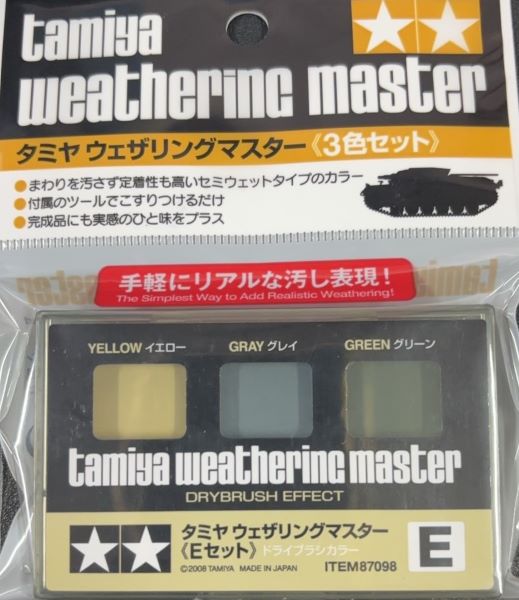 tamiya
weathering master
タミヤ ウェザリングマスター《3色セット》
●まわりを汚さず定着性も高いセミウェットタイプのカラー
●付属のツールでこすりつけるだけ
●完成品にも実感のひと味をプラス
手軽にリアルな汚し表現!
The Simplest Way to Add Realistic Weathering!
YELLOW イエロー GRAY グレイ GREEN グリーン
tamiya weathering master
DRYBRUSH EFFECT
タミヤ ウェザリングマスター
《Eセット》ドライブラシカラー
E
©2008 TAMIYA MADE IN JAPAN ITEM87098